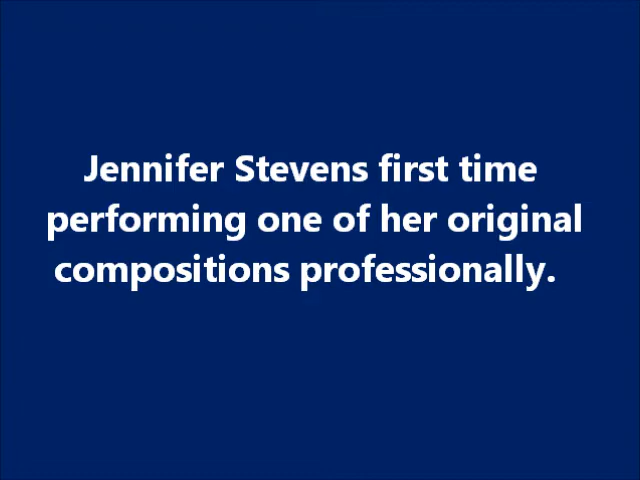 Jennifer Stevens first time
performing one of her original
compositions professionally.